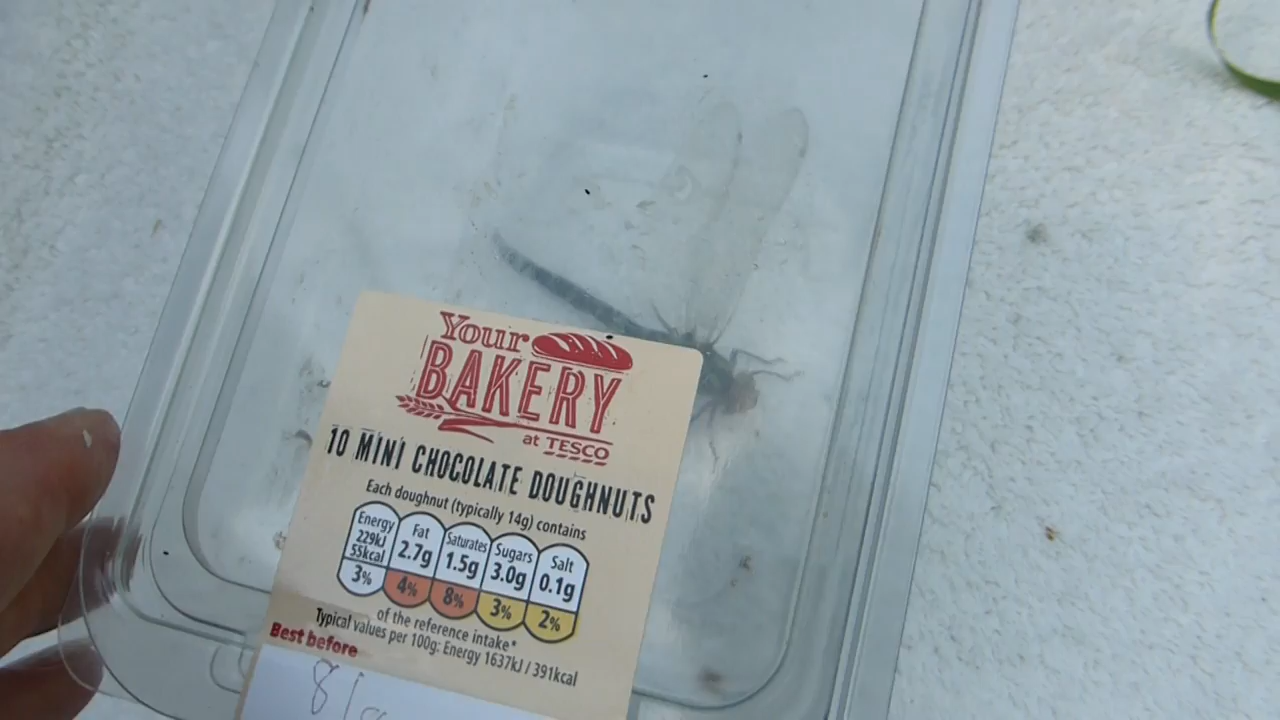 Your
BAKERY
at TESCO
10 MINI CHOCOLATE DOUGHNUTS
Each doughnut (typically 14g) contains
Energy 229kJ 55kcal 3%
Fat 2.7g 4%
Saturates 1.5g 8%
Sugars 3.0g 3%
Salt 0.1g 2%
of the reference intake*
Typical values per 100g: Energy 1637kJ / 391kcal
Best before
8/